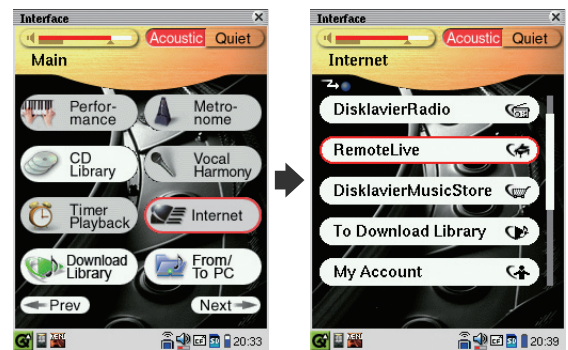 Interface
Acoustic Quiet
Main
Perfor-
mance
Metro-
nome
CD
Library
Vocal
Harmony
Timer
Playback
Internet
Download
Library
From/
To PC
Prev
Next
20:33
Interface
Acoustic Quiet
Internet
DisklavierRadio
RemoteLive
DisklavierMusicStore
To Download Library
My Account
20:39